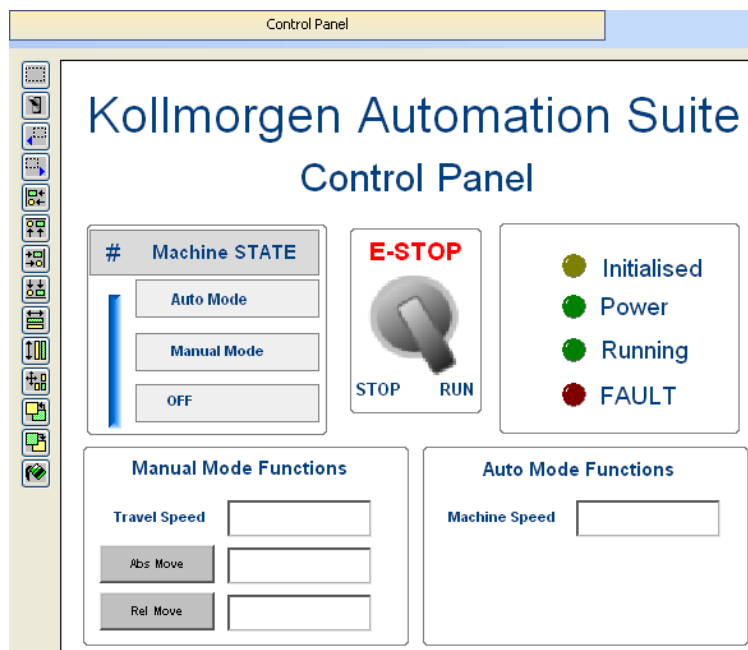 Control Panel
Kollmorgen Automation Suite
Control Panel
# Machine STATE
Auto Mode
Manual Mode
OFF
E-STOP
STOP RUN
Initialised
Power
Running
FAULT
Manual Mode Functions
Travel Speed
Abs Move
Rel Move
Auto Mode Functions
Machine Speed